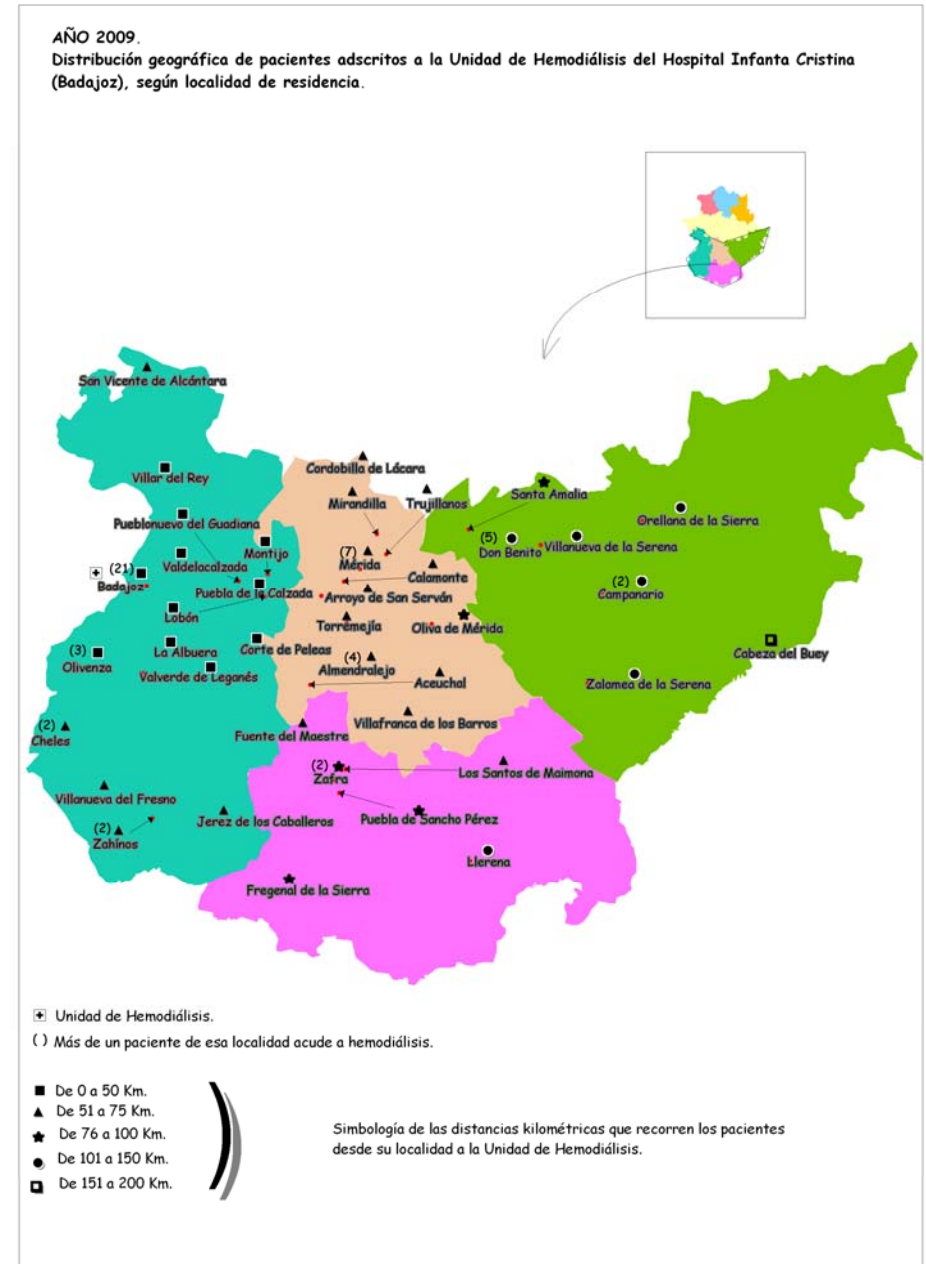 AÑO 2009.
Distribución geográfica de pacientes adscritos a la Unidad de Hemodiálisis del Hospital Infanta Cristina
(Badajoz), según localidad de residencia.
San Vicente de Alcántara
Villar del Rey
Cordobilla de Lácara
Mirandilla
Trujillanos
Santa Amalia
Orellana de la Sierra
Pueblonuevo del Guadiana
Valdelacalzada
Montijo
(7)
Mérida
(5)
Don Benito
Villanueva de la Serena
(21)
Badajoz
Puebla de la Calzada
Calamonte
(2)
Campanario
Lobón
Arroyo de San Serván
Torremejía
Oliva de Mérida
(3)
Olivenza
La Albuera
Corte de Peleas
Valverde de Leganés
(4)
Almendralejo
Aceuchal
Cabeza del Buey
Zalamea de la Serena
(2)
Cheles
Fuente del Maestre
Villafranca de los Barros
(2)
Zafra
Los Santos de Maimona
Villanueva del Fresno
(2)
Zahínos
Jerez de los Caballeros
Puebla de Sancho Pérez
Llerena
Fregenal de la Sierra
Unidad de Hemodiálisis.
( ) Más de un paciente de esa localidad acude a hemodiálisis.
De 0 a 50 Km.
De 51 a 75 Km.
De 76 a 100 Km.
De 101 a 150 Km.
De 151 a 200 Km.
Simbología de las distancias kilométricas que recorren los pacientes
desde su localidad a la Unidad de Hemodiálisis.